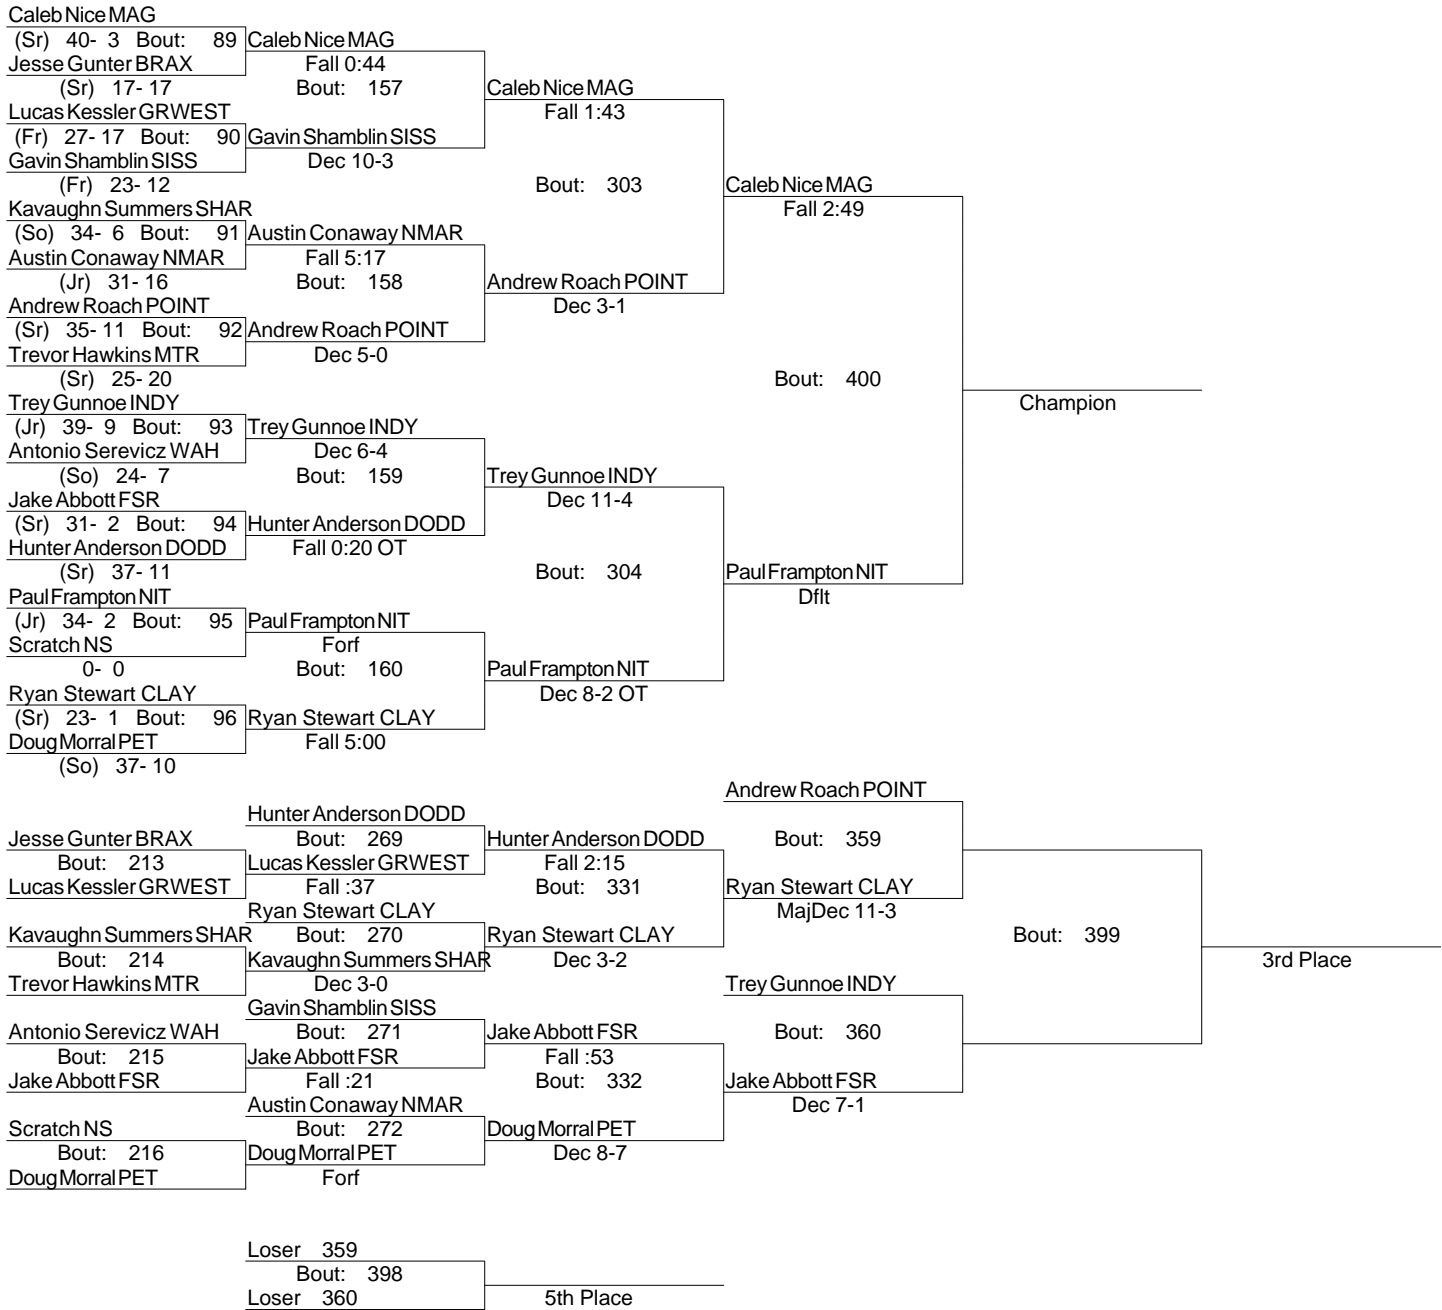 Caleb Nice MAG
(Sr) 40- 3 Bout: 89 Caleb Nice MAG
Jesse Gunter BRAX Fall 0:44
(Sr) 17- 17 Bout: 157 Caleb Nice MAG
Lucas Kessler GRWEST Fall 1:43
(Fr) 27- 17 Bout: 90 Gavin Shamblin SISS
Gavin Shamblin SISS Dec 10-3
(Fr) 23- 12 Bout: 303 Caleb Nice MAG
Kavaughn Summers SHAR Fall 2:49
(So) 34- 6 Bout: 91 Austin Conaway NMAR
Austin Conaway NMAR Fall 5:17
(Jr) 31- 16 Bout: 158 Andrew Roach POINT
Andrew Roach POINT Dec 3-1
(Sr) 35- 11 Bout: 92 Andrew Roach POINT
Trevor Hawkins MTR Dec 5-0
(Sr) 25- 20 Bout: 400
Trey Gunnoe INDY Champion
(Jr) 39- 9 Bout: 93 Trey Gunnoe INDY
Antonio Serevicz WAH Dec 6-4
(So) 24- 7 Bout: 159 Trey Gunnoe INDY
Jake Abbott FSR Dec 11-4
(Sr) 31- 2 Bout: 94 Hunter Anderson DODD
Hunter Anderson DODD Fall 0:20 OT
(Sr) 37- 11 Bout: 304 Paul Frampton NIT
Paul Frampton NIT Dflt
(Jr) 34- 2 Bout: 95 Paul Frampton NIT
Scratch NS Forf
0- 0 Bout: 160 Paul Frampton NIT
Ryan Stewart CLAY Dec 8-2 OT
(Sr) 23- 1 Bout: 96 Ryan Stewart CLAY
Doug Morral PET Fall 5:00
(So) 37- 10
Andrew Roach POINT
Hunter Anderson DODD
Jesse Gunter BRAX Bout: 269 Hunter Anderson DODD Bout: 359
Bout: 213 Lucas Kessler GRWEST Fall 2:15
Lucas Kessler GRWEST Fall :37 Bout: 331 Ryan Stewart CLAY
Ryan Stewart CLAY MajDec 11-3
Kavaughn Summers SHAR Bout: 270 Ryan Stewart CLAY Bout: 399
Bout: 214 Kavaughn Summers SHAR Dec 3-2 3rd Place
Trevor Hawkins MTR Dec 3-0 Trey Gunnoe INDY
Gavin Shamblin SISS
Antonio Serevicz WAH Bout: 271 Jake Abbott FSR Bout: 360
Bout: 215 Jake Abbott FSR Fall :53
Jake Abbott FSR Fall :21 Bout: 332 Jake Abbott FSR
Austin Conaway NMAR Dec 7-1
Scratch NS Bout: 272 Doug Morral PET
Bout: 216 Doug Morral PET Dec 8-7
Doug Morral PET Forf
Loser 359
Bout: 398
Loser 360 5th Place